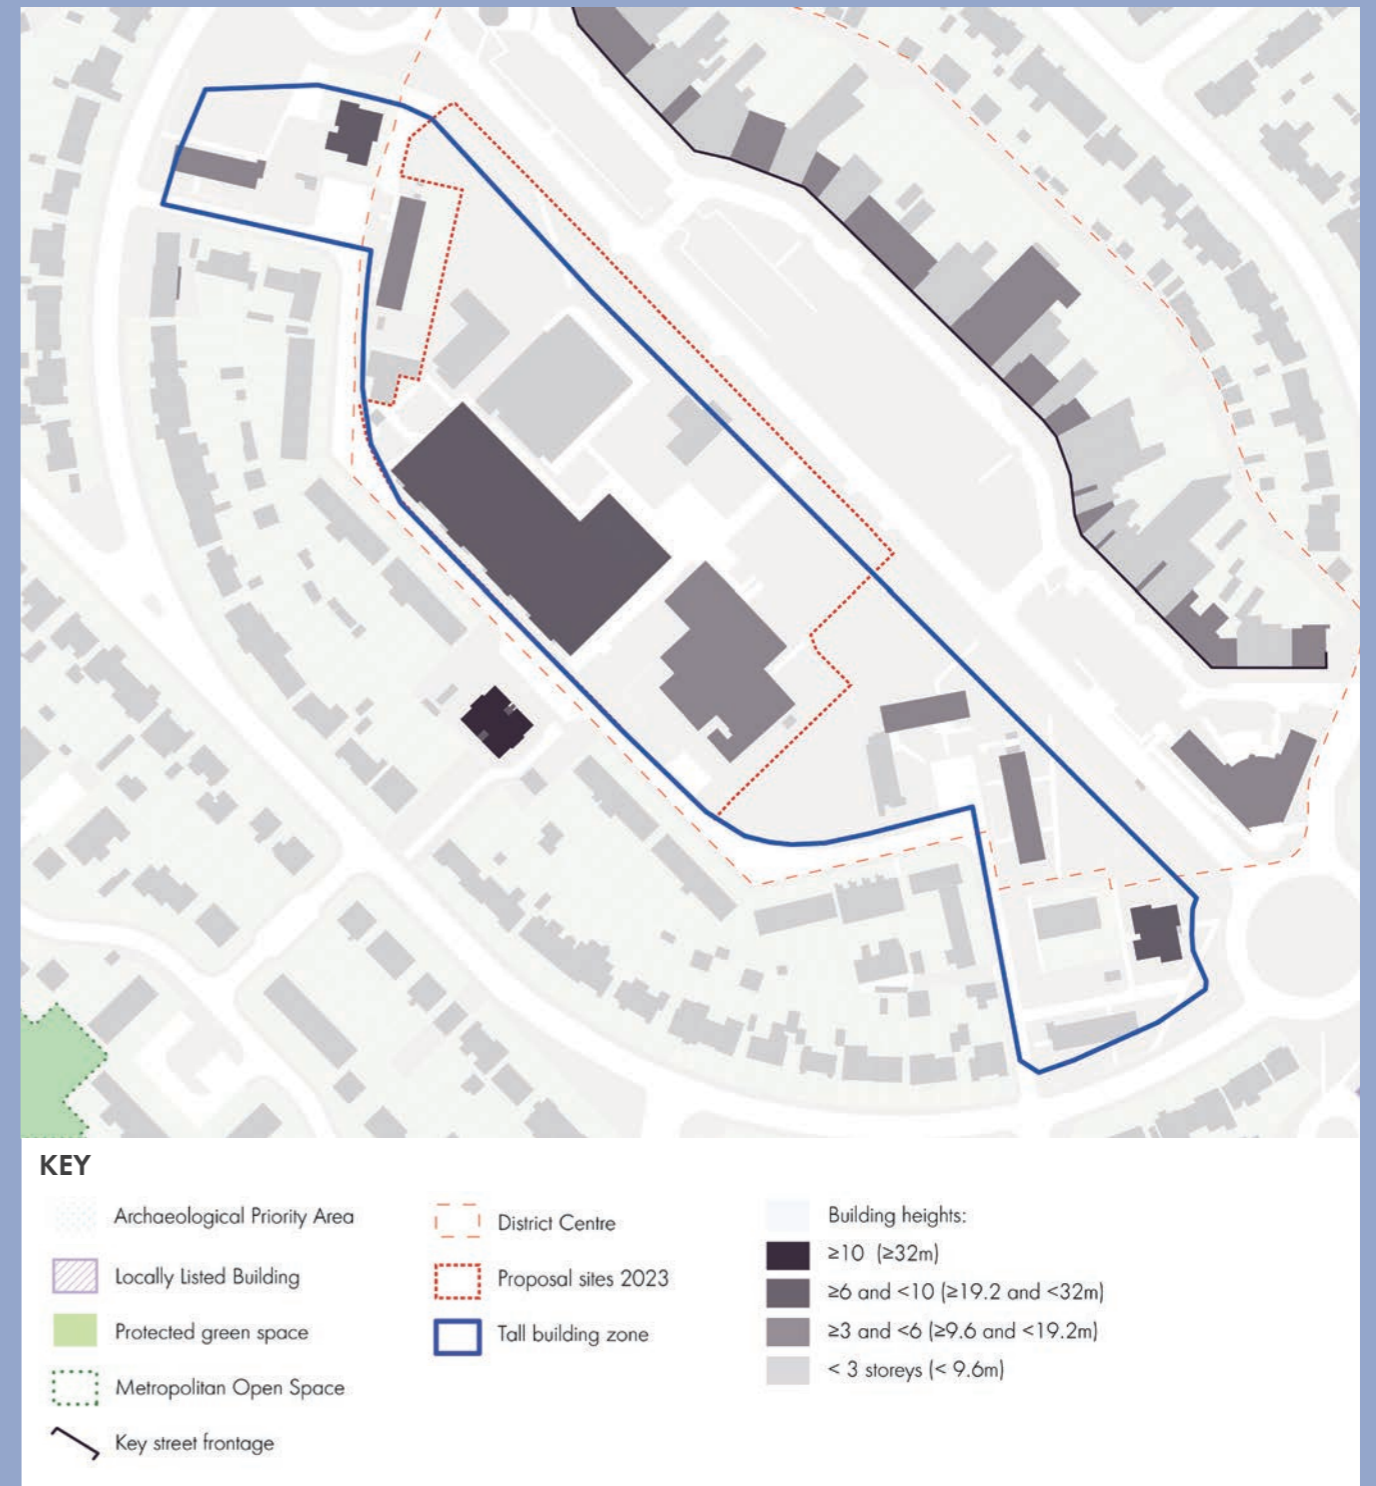 KEY
Archaeological Priority Area
Locally Listed Building
Protected green space
Metropolitan Open Space
Key street frontage
District Centre
Proposal sites 2023
Tall building zone
Building heights:
≥10 (≥32m)
≥6 and <10 (≥19.2 and <32m)
≥3 and <6 (≥9.6 and <19.2m)
< 3 storeys (< 9.6m)